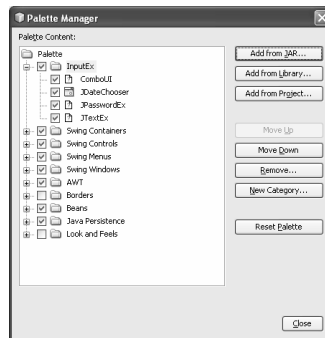 Palette Manager
Palette Content:
Palette
InputEx
ComboUI
JDateChooser
JPasswordEx
JTextEx
Swing Containers
Swing Controls
Swing Menus
Swing Windows
AWT
Borders
Beans
Java Persistence
Look and Feels
Add from JAR...
Add from Library...
Add from Project...
Move Up
Move Down
Remove...
New Category...
Reset Palette
Close